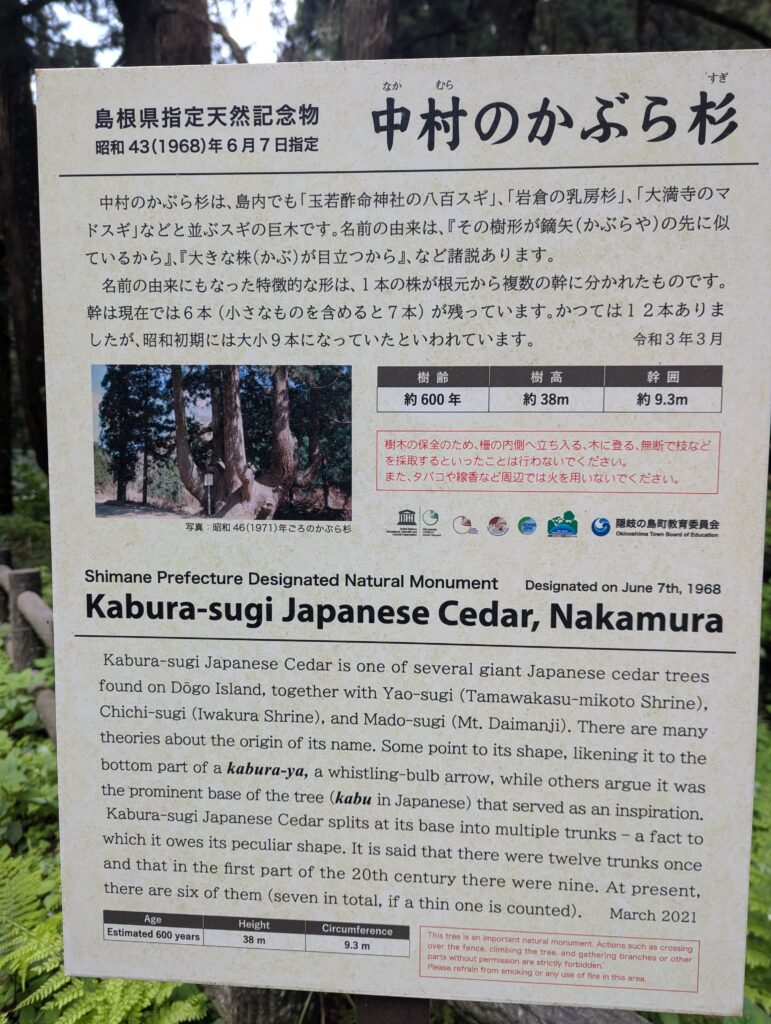 島根県指定天然記念物
昭和43(1968)年6月7日指定
なか むら すぎ
中村のかぶら杉
中村のかぶら杉は、島内でも「玉若酢命神社の八百スギ」、「岩倉の乳房杉」、「大満寺のマ
ドスギ」などと並ぶスギの巨木です。名前の由来は、『その樹形が鏑矢(かぶらや)の先に似
ているから』、『大きな株(かぶ)が目立つから』、など諸説あります。
名前の由来にもなった特徴的な形は、1本の株が根元から複数の幹に分かれたものです。
幹は現在では6本(小さなものを含めると7本)が残っています。かつては12本ありま
したが、昭和初期には大小9本になっていたといわれています。 令和3年3月
樹齢 樹高 幹囲
約600年 約38m 約9.3m
樹木の保全のため、柵の内側へ立ち入る、木に登る、無断で枝など
を採取するといったことは行わないでください。
また、タバコや線香など周辺では火を用いないでください。
写真:昭和46(1971)年ごろのかぶら杉
隠岐の島町教育委員会
Okinoshima Town Board of Education
Shimane Prefecture Designated Natural Monument Designated on June 7th, 1968
Kabura-sugi Japanese Cedar, Nakamura
Kabura-sugi Japanese Cedar is one of several giant Japanese cedar trees
found on Dōgo Island, together with Yao-sugi (Tamawakasu-mikoto Shrine),
Chichi-sugi (Iwakura Shrine), and Mado-sugi (Mt. Daimanji). There are many
theories about the origin of its name. Some point to its shape, likening it to the
bottom part of a kabura-ya, a whistling-bulb arrow, while others argue it was
the prominent base of the tree (kabu in Japanese) that served as an inspiration.
Kabura-sugi Japanese Cedar splits at its base into multiple trunks – a fact to
which it owes its peculiar shape. It is said that there were twelve trunks once
and that in the first part of the 20th century there were nine. At present,
there are six of them (seven in total, if a thin one is counted). March 2021
Age Height Circumference
Estimated 600 years 38 m 9.3 m
This tree is an important natural monument. Actions such as crossing
over the fence, climbing the tree, and gathering branches or other
parts without permission are strictly forbidden.
Please refrain from smoking or any use of fire in this area.